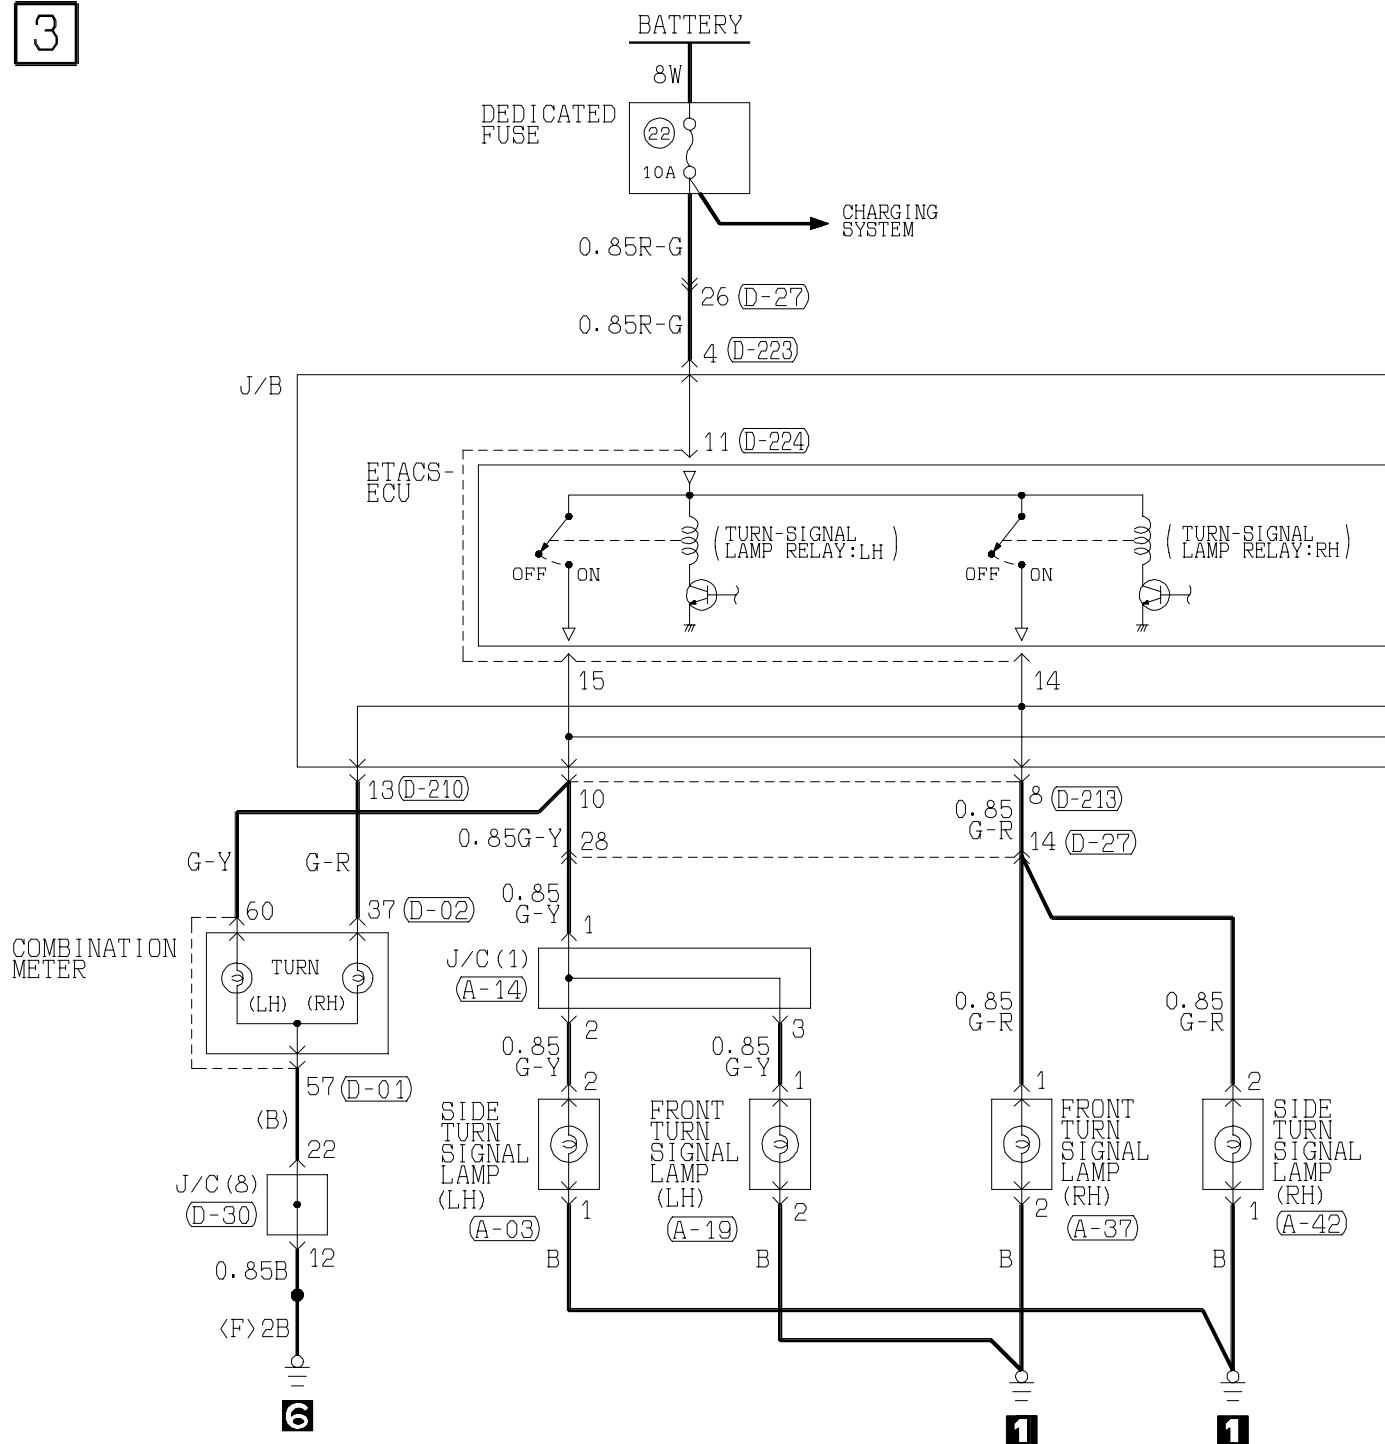 3
BATTERY
8W
DEDICATED
FUSE
22
10A
CHARGING
SYSTEM
0.85R-G
26 D-27
0.85R-G
4 D-223
J/B
11 D-224
ETACS-
ECU
(TURN-SIGNAL
LAMP RELAY:LH)
OFF ON
(TURN-SIGNAL
LAMP RELAY:RH)
OFF ON
15
14
13 D-210
10
8 D-213
0.85
G-R
0.85G-Y 28
14 D-27
G-Y
G-R
0.85
G-Y
60
37 D-02
1
COMBINATION
METER
TURN
(LH) (RH)
J/C(1)
A-14
2
3
0.85
G-Y
0.85
G-Y
0.85
G-R
0.85
G-R
57 D-01
2
1
1
2
(B)
SIDE
TURN
SIGNAL
LAMP
(LH)
FRONT
TURN
SIGNAL
LAMP
(LH)
FRONT
TURN
SIGNAL
LAMP
(RH)
SIDE
TURN
SIGNAL
LAMP
(RH)
22
J/C(8)
D-30
A-03
1
A-19
2
2
A-37
1
A-42
12
0.85B
B
B
B
B
<F>2B
6
1
1